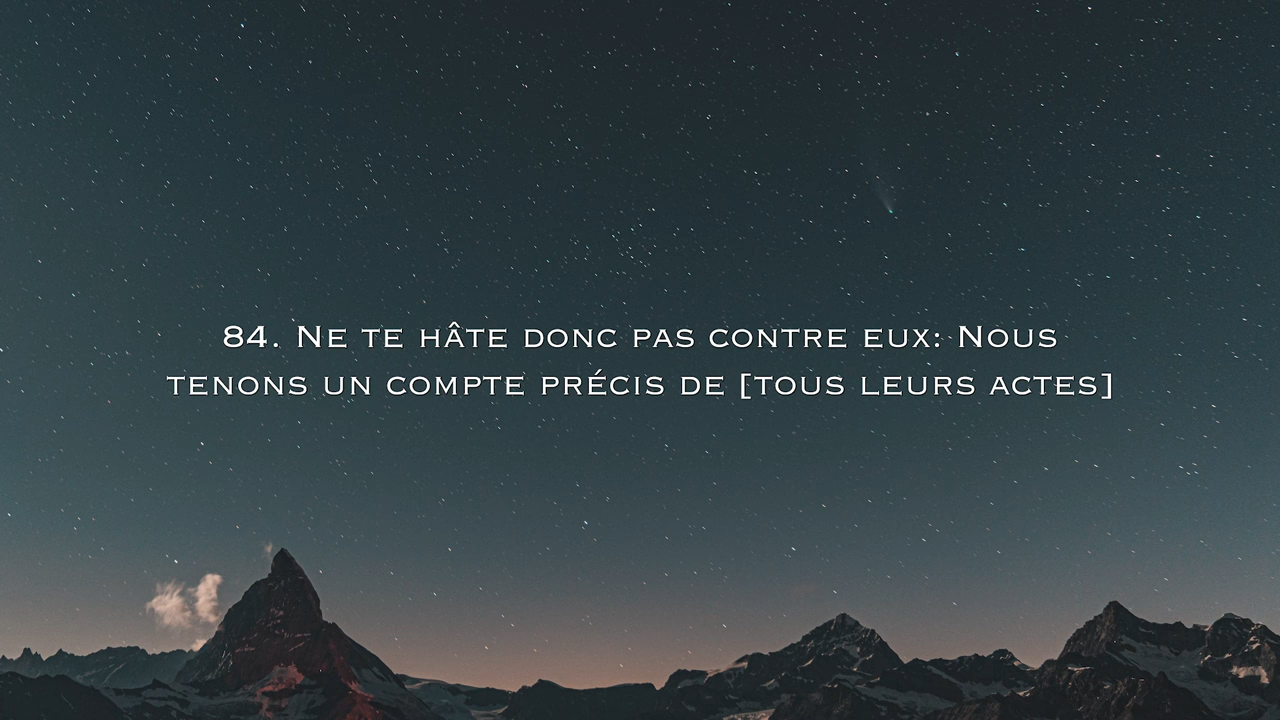 84. Ne te hâte donc pas contre eux: Nous
tenons un compte précis de [tous leurs actes]